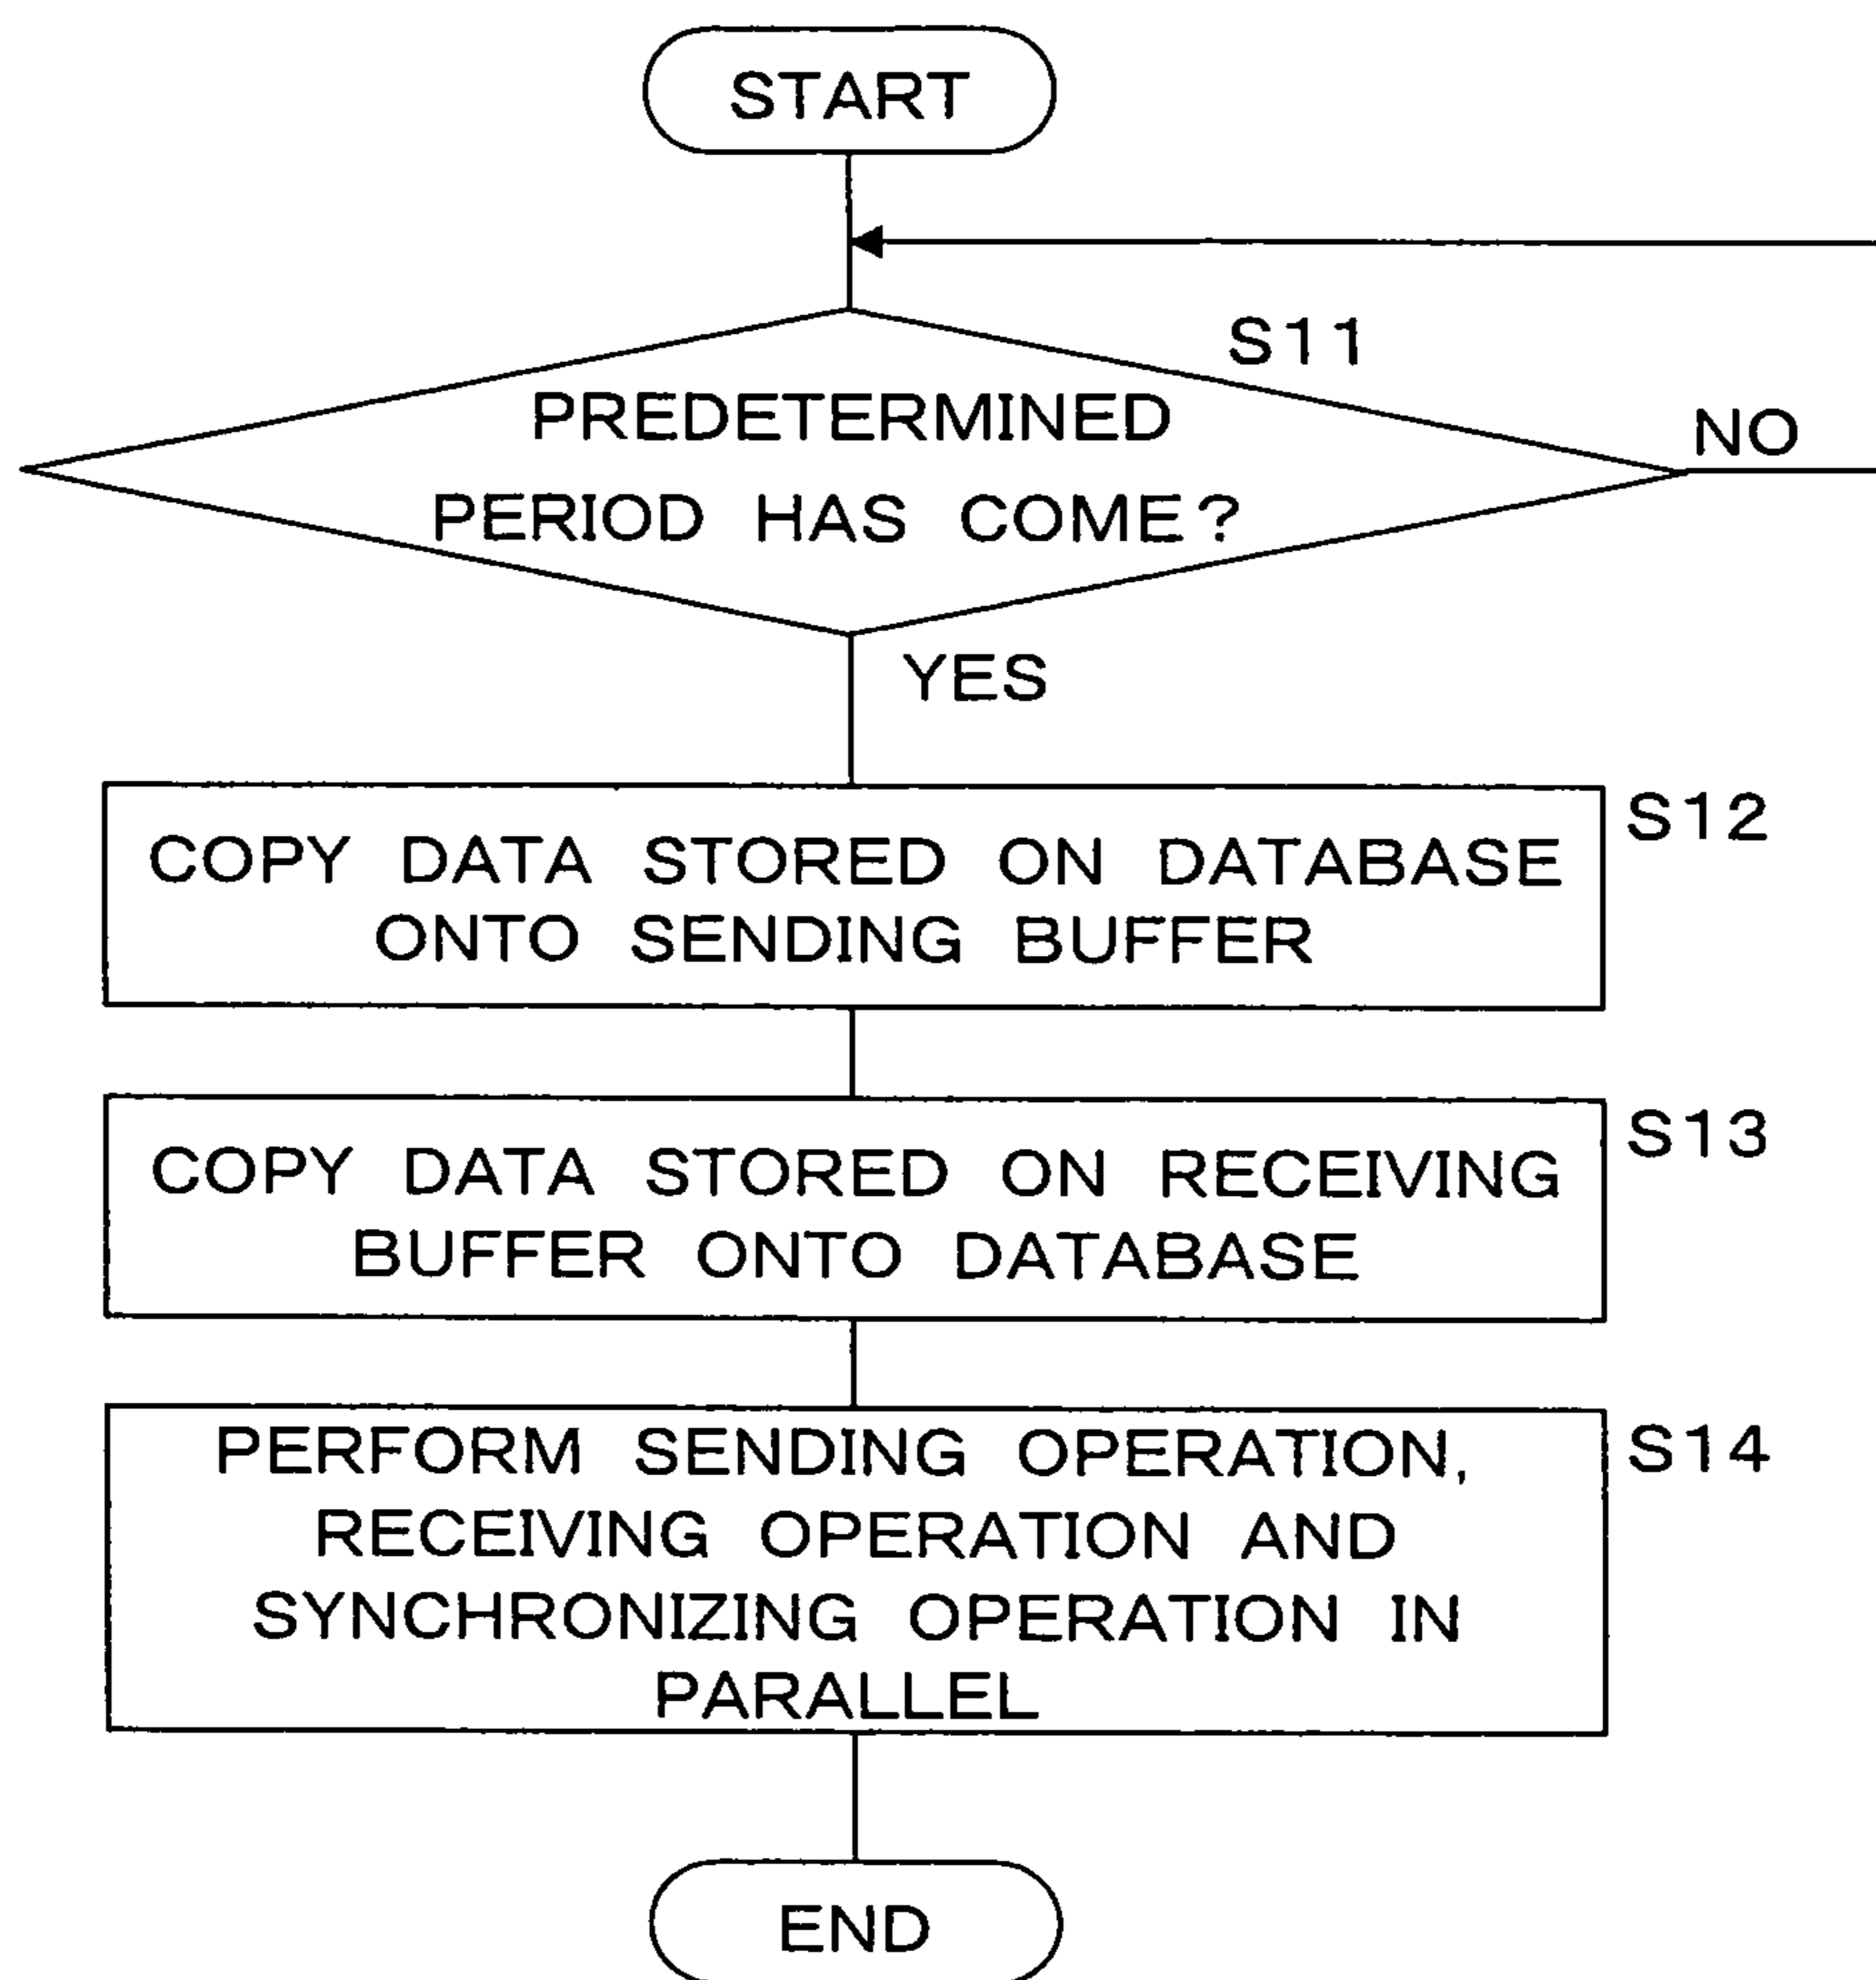 START
S11
PREDETERMINED
NO
PERIOD HAS COME?
YES
S12
COPY DATA STORED ON DATABASE
ONTO SENDING BUFFER
S13
COPY DATA STORED ON RECEIVING
BUFFER ONTO DATABASE
S14
PERFORM SENDING OPERATION,
RECEIVING OPERATION AND
SYNCHRONIZING OPERATION IN
PARALLEL
END